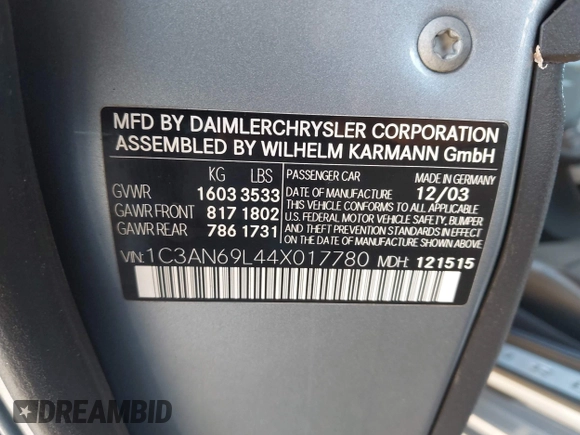 MFD BY DAIMLERCHRYSLER CORPORATION
ASSEMBLED BY WILHELM KARMANN GmbH
KG LBS
GVWR 1603 3533
GAWR FRONT 817 1802
GAWR REAR 786 1731
PASSENGER CAR MADE IN GERMANY
DATE OF MANUFACTURE 12/03
THIS VEHICLE CONFORMS TO ALL APPLICABLE
U.S. FEDERAL MOTOR VEHICLE SAFETY, BUMPER
AND THEFT PREVENTION STANDARDS IN EFFECT
ON THE DATE OF MANUFACTURE SHOWN ABOVE
VIN: 1C3AN69L44X017780 MDH: 121515
DREAMBID